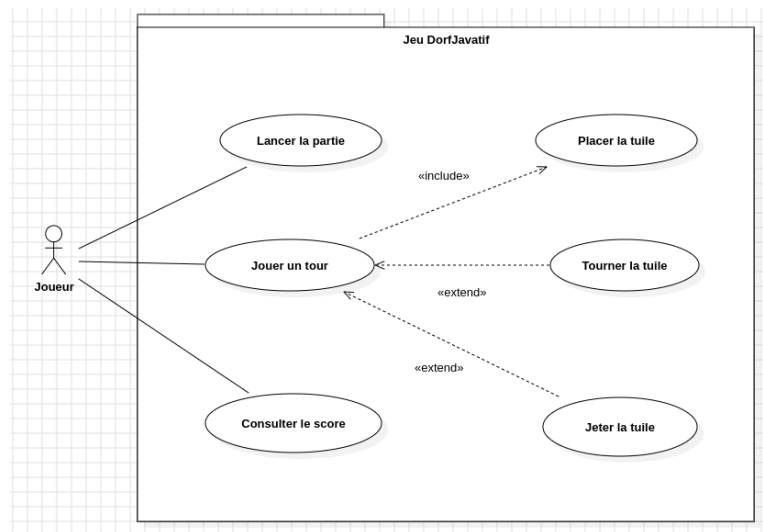 Jeu DorfJavatif
Lancer la partie
Placer la tuile
«include»
Joueur
Jouer un tour
Tourner la tuile
«extend»
«extend»
Consulter le score
Jeter la tuile